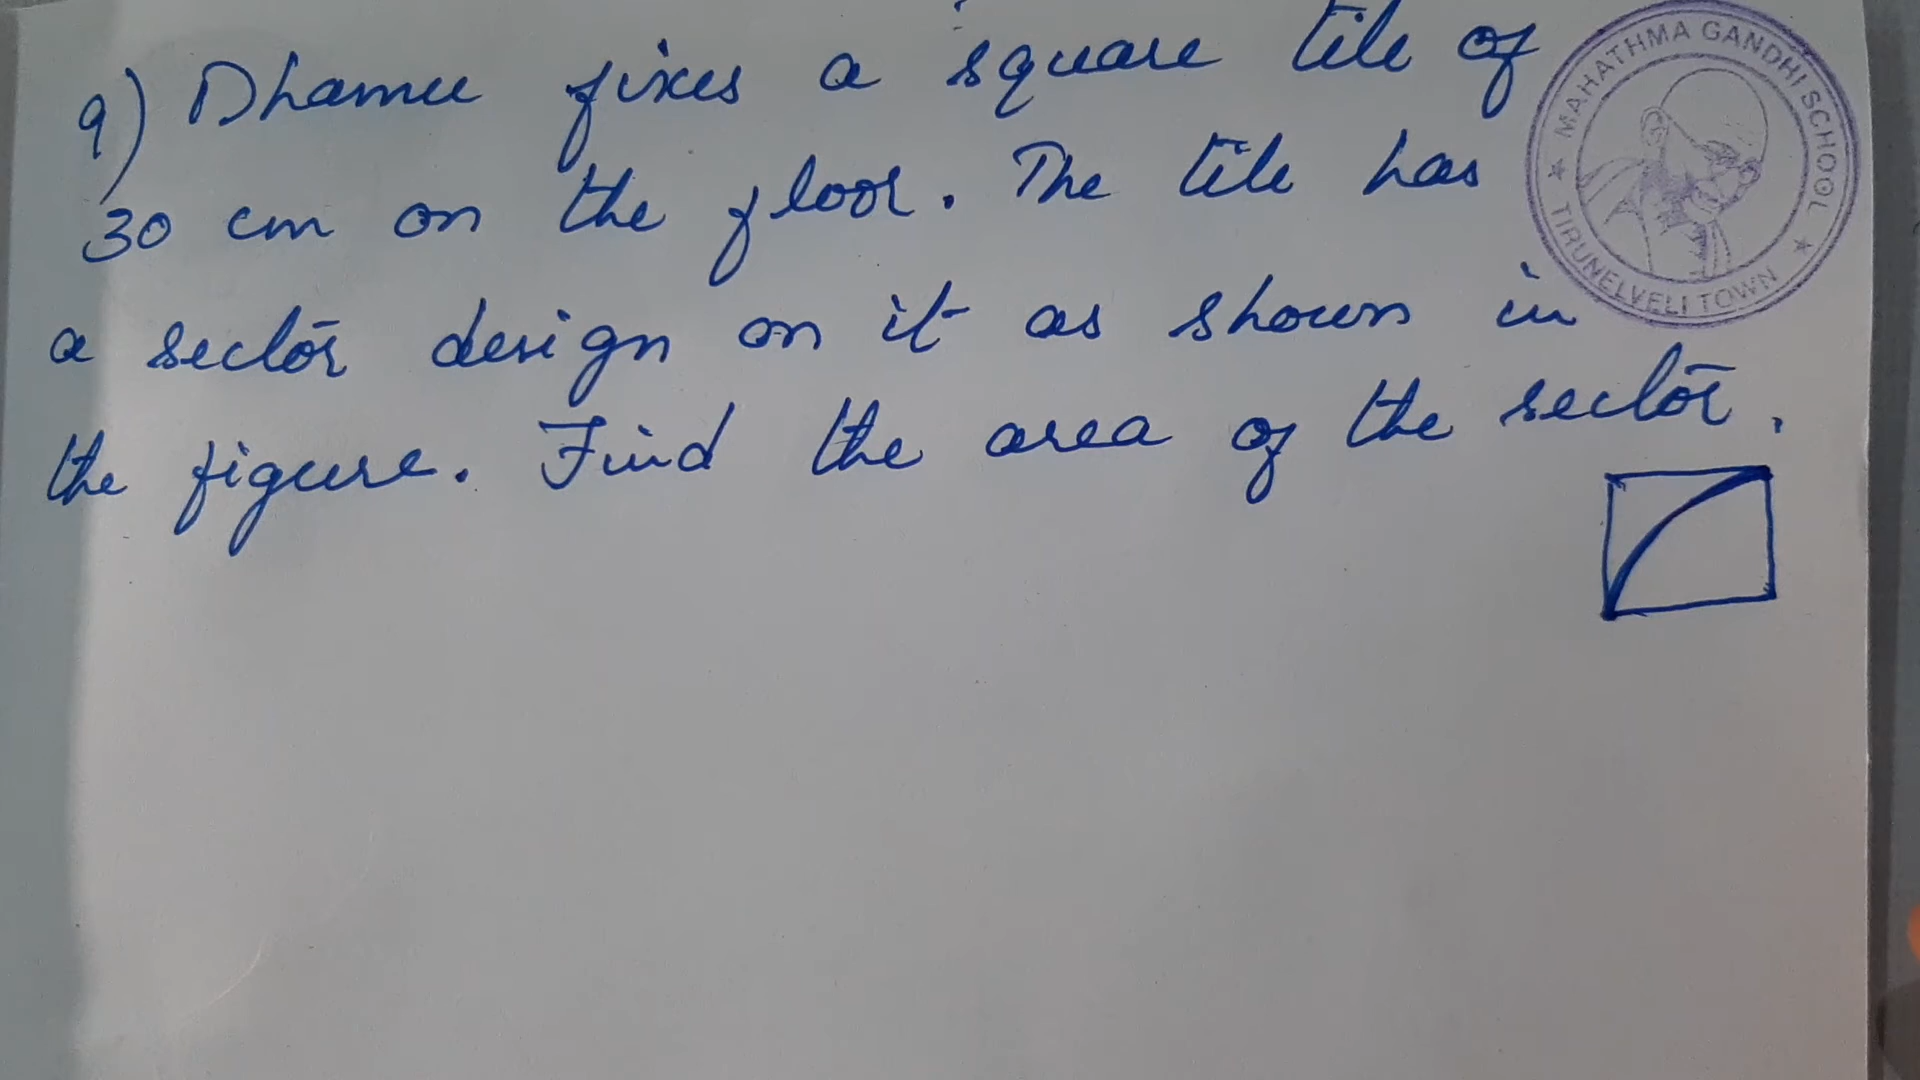 9) Dhamu fixes a square tile of
30 cm on the floor. The tile has
a sector design on it as shown in
the figure. Find the area of the sector.
MAHATHMA GANDHI SCHOOL
★ TIRUNELVELI TOWN ★